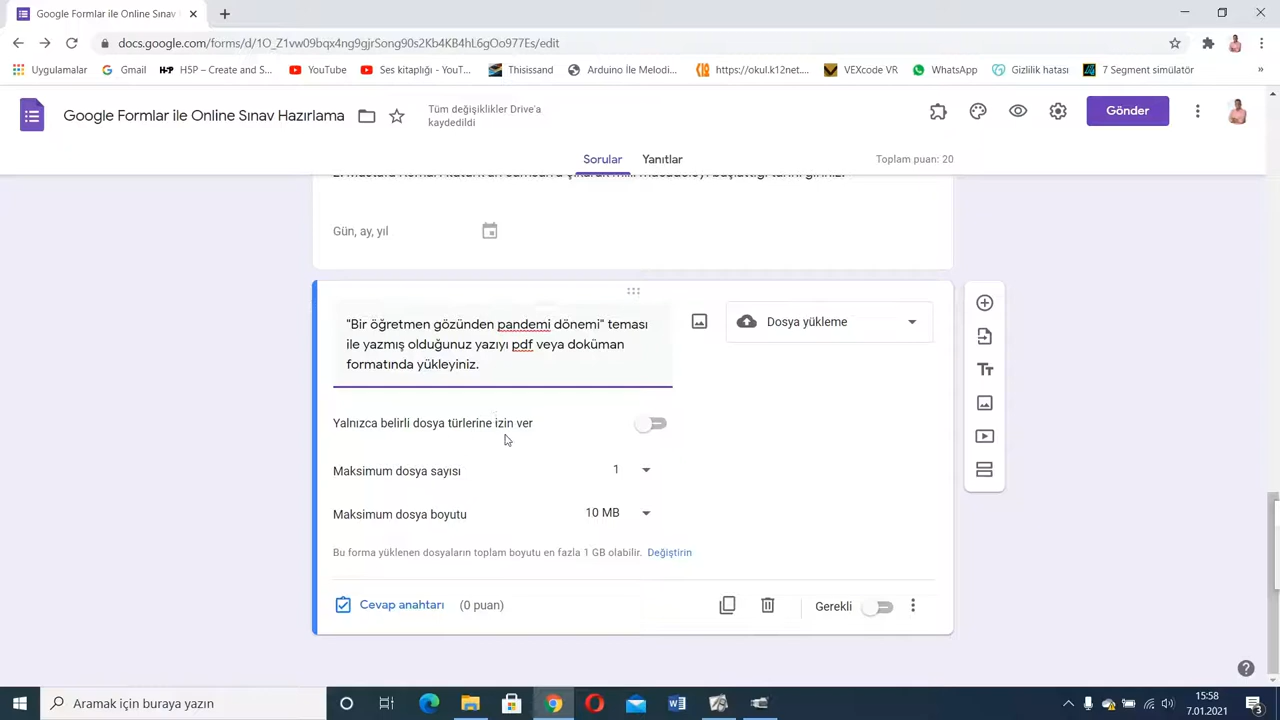 Google Formlar ile Online Sınav
docs.google.com/forms/d/1O_Z1vw09bqx4ng9gjrSong90s2Kb4KB4hL6gOo977Es/edit
Uygulamalar Gmail H5P – Create and S... YouTube Ses kitaplığı - YouT... Thisissand Arduino İle Melodi... https://okul.k12net.... VEXcode VR WhatsApp Gizlilik hatası 7 Segment simülatör »
Google Formlar ile Online Sınav Hazırlama
Tüm değişiklikler Drive'a
kaydedildi
Gönder
Sorular Yanıtlar Toplam puan: 20
Gün, ay, yıl
"Bir öğretmen gözünden pandemi dönemi" teması
ile yazmış olduğunuz yazıyı pdf veya doküman
formatında yükleyiniz.
Dosya yükleme
Yalnızca belirli dosya türlerine izin ver
Maksimum dosya sayısı 1
Maksimum dosya boyutu 10 MB
Bu forma yüklenen dosyaların toplam boyutu en fazla 1 GB olabilir. Değiştirin
Cevap anahtarı (0 puan) Gerekli
Aramak için buraya yazın
15:58
7.01.2021